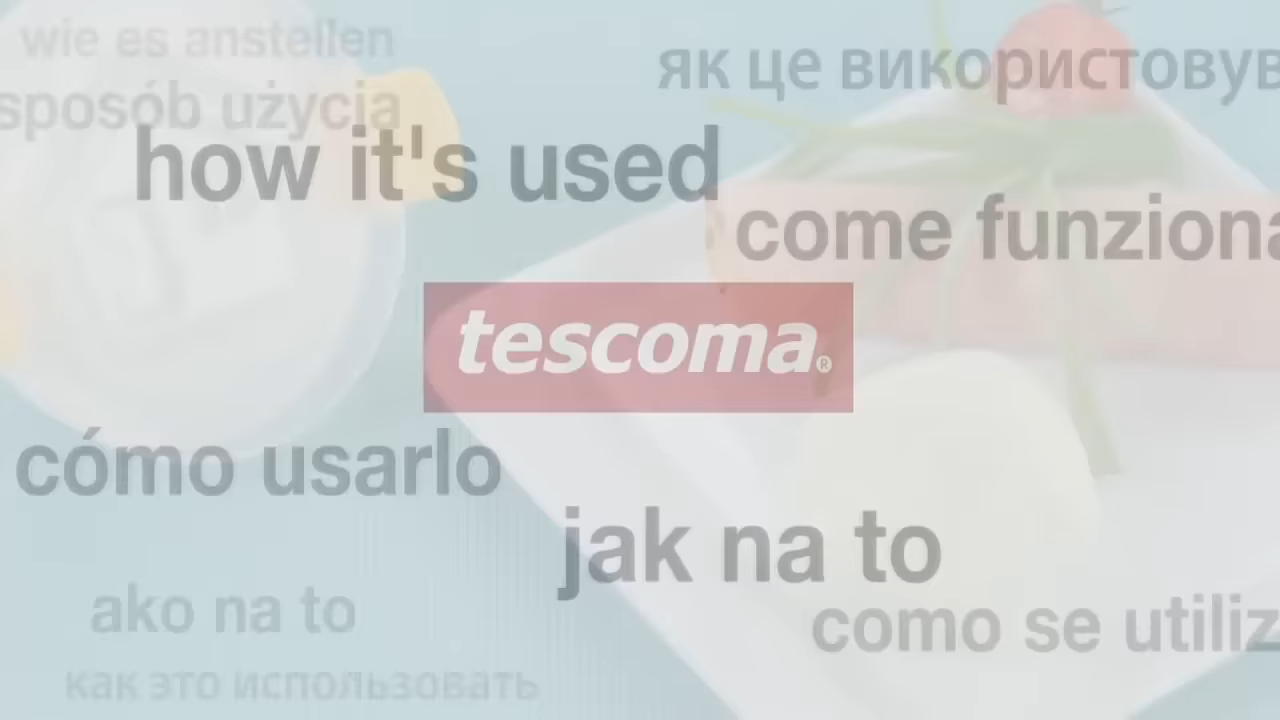 wie es anstellen
як це використовув
sposób użycia
how it's used
come funziona
tescoma®
cómo usarlo
jak na to
ako na to
como se utiliz
как это использовать